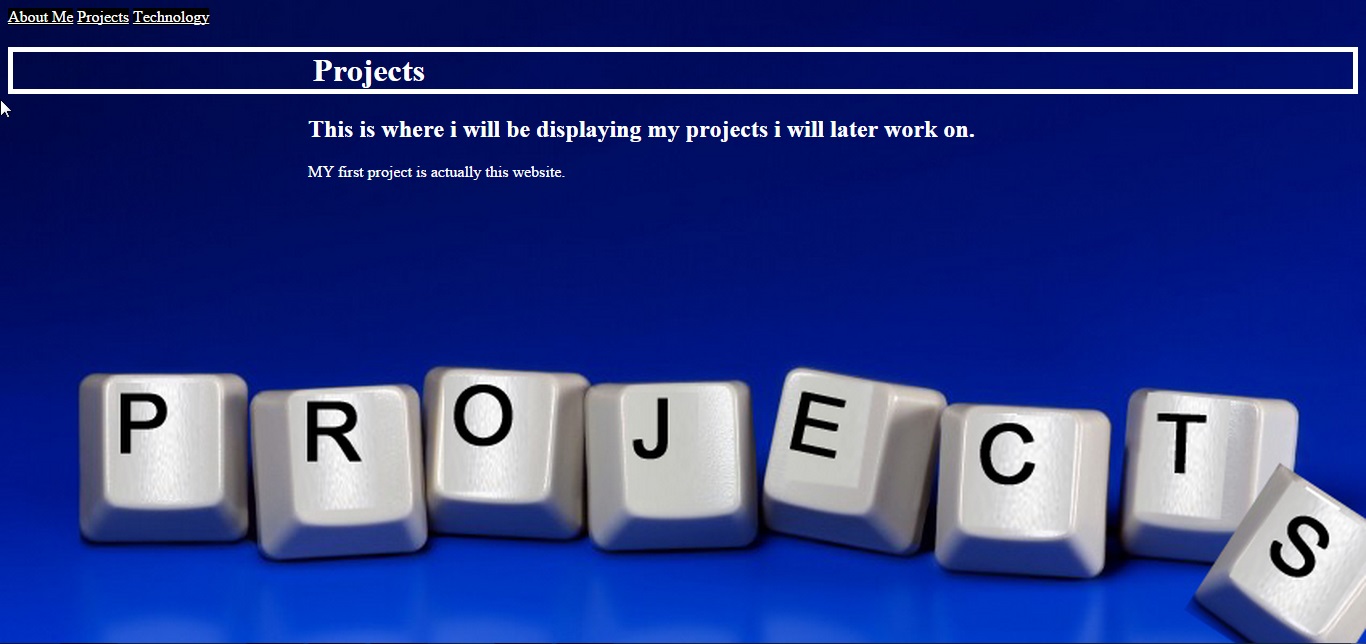 About Me Projects Technology
Projects
This is where i will be displaying my projects i will later work on.
MY first project is actually this website.
PROJECTS